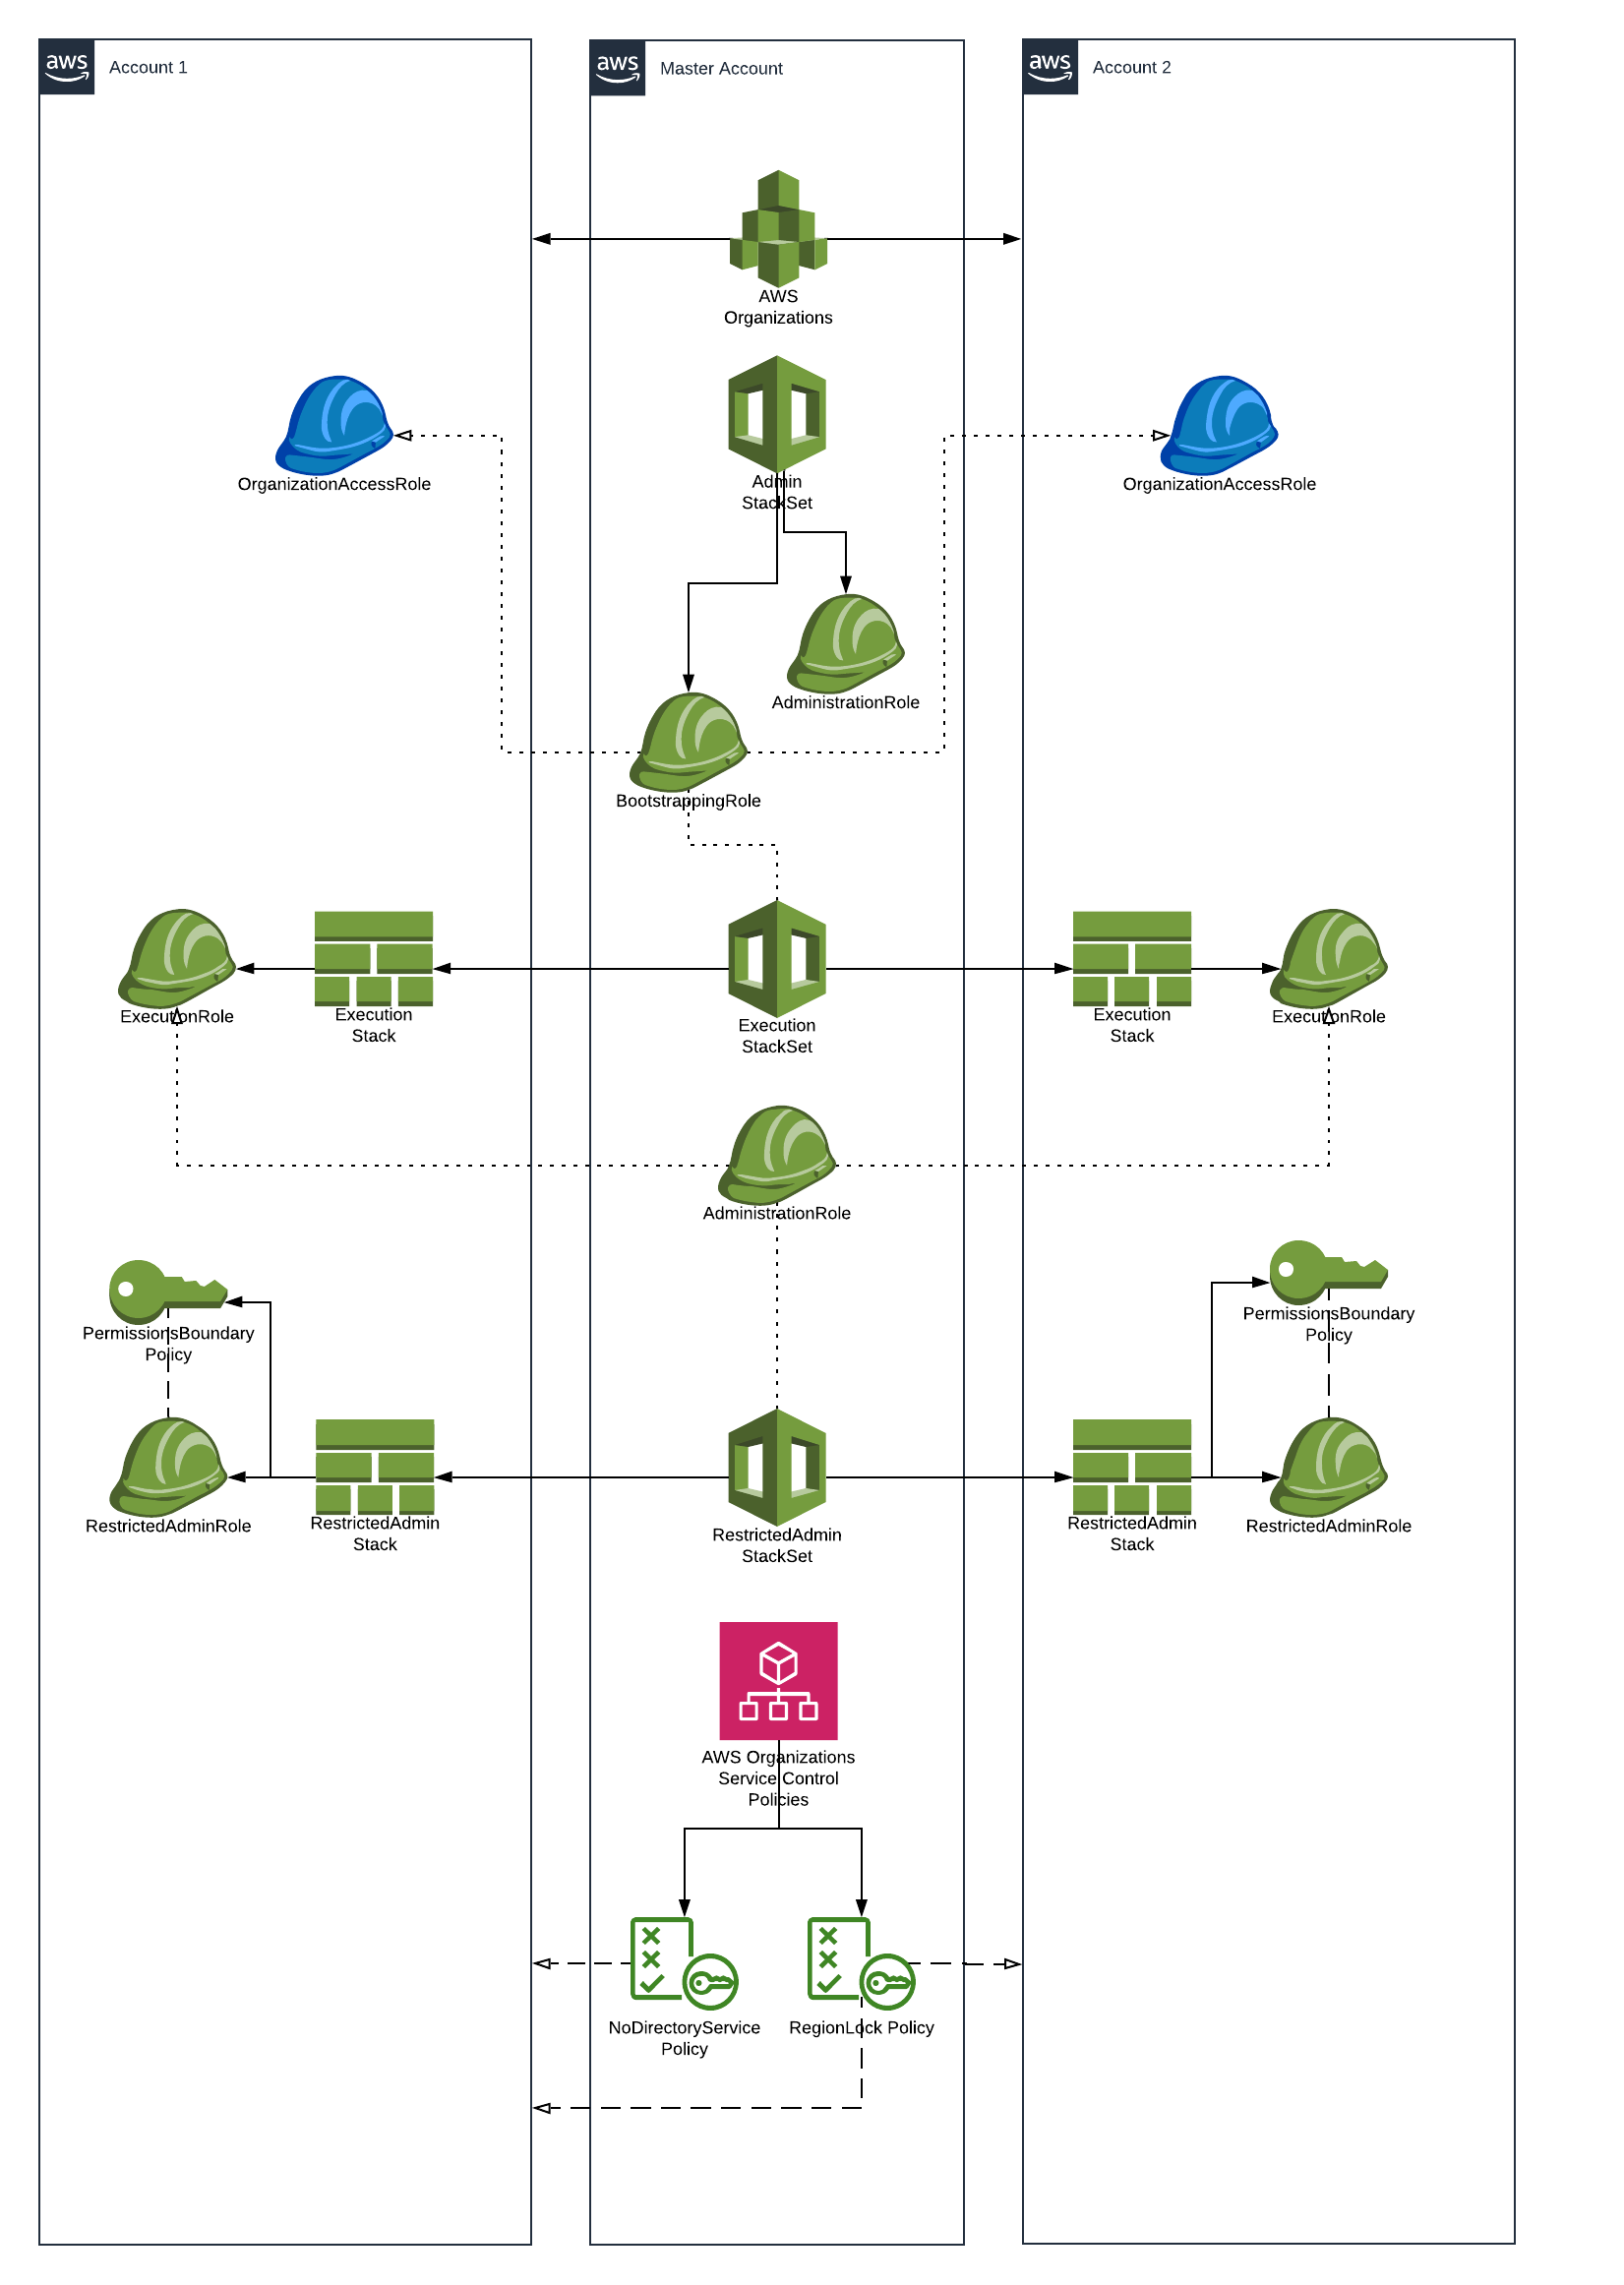 aws
Account 1
aws
Master Account
aws
Account 2
AWS
Organizations
OrganizationAccessRole
Admin
StackSet
OrganizationAccessRole
AdministrationRole
BootstrappingRole
ExecutionRole
Execution
Stack
Execution
StackSet
Execution
Stack
ExecutionRole
AdministrationRole
PermissionsBoundary
Policy
PermissionsBoundary
Policy
RestrictedAdminRole
RestrictedAdmin
Stack
RestrictedAdmin
StackSet
RestrictedAdmin
Stack
RestrictedAdminRole
AWS Organizations
Service Control
Policies
NoDirectoryService
Policy
RegionLock Policy